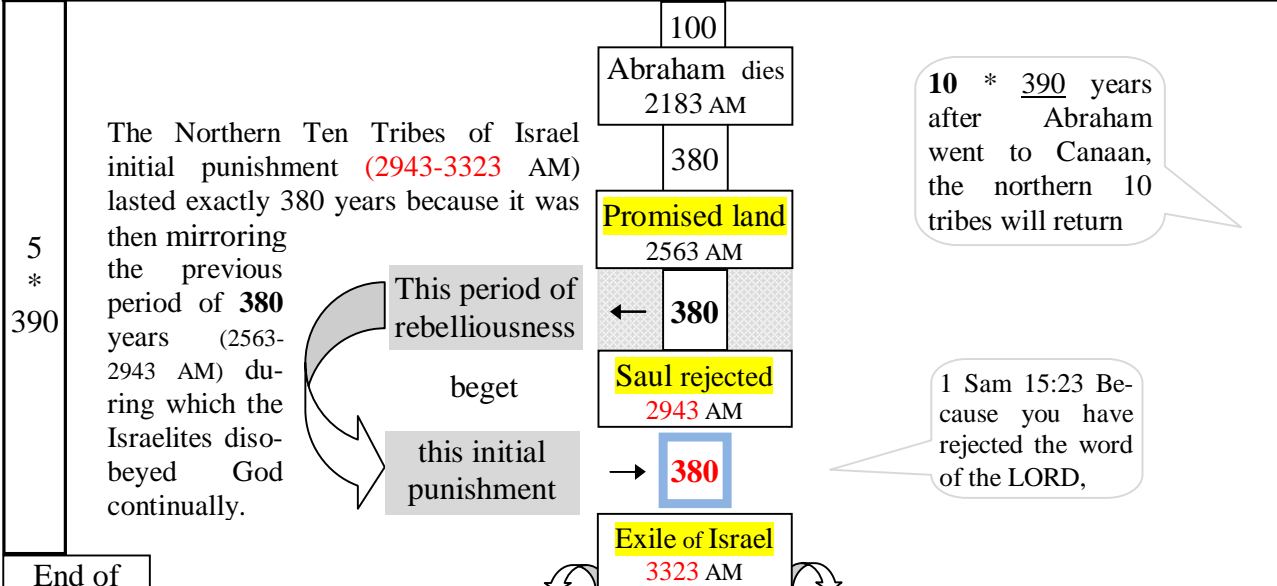 100
Abraham dies
2183 AM
380
Promised land
2563 AM
380
Saul rejected
2943 AM
380
Exile of Israel
3323 AM
5
*
390
End of
The Northern Ten Tribes of Israel
initial punishment (2943-3323 AM)
lasted exactly 380 years because it was
then mirroring
the previous
period of 380
years (2563-
2943 AM) du-
ring which the
Israelites diso-
beyed God
continually.
This period of
rebelliousness
beget
this initial
punishment
10 * 390 years
after Abraham
went to Canaan,
the northern 10
tribes will return
1 Sam 15:23 Be-
cause you have
rejected the word
of the LORD,